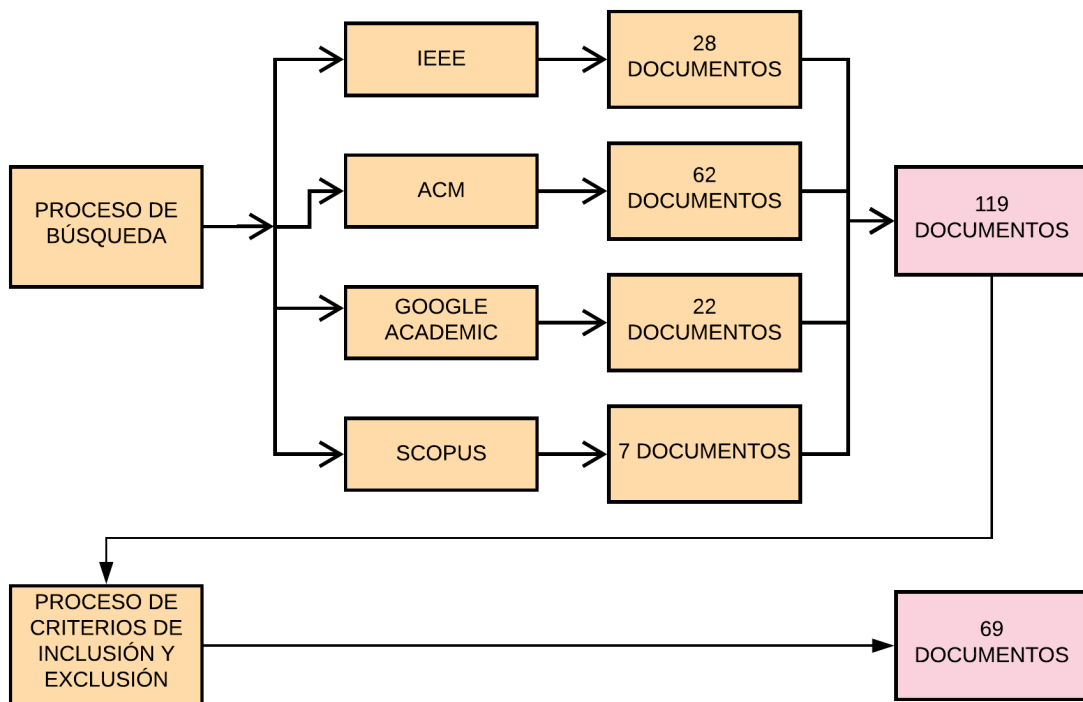 PROCESO DE
BÚSQUEDA
IEEE
28
DOCUMENTOS
ACM
62
DOCUMENTOS
GOOGLE
ACADEMIC
22
DOCUMENTOS
SCOPUS
7 DOCUMENTOS
119
DOCUMENTOS
PROCESO DE
CRITERIOS DE
INCLUSIÓN Y
EXCLUSIÓN
69
DOCUMENTOS